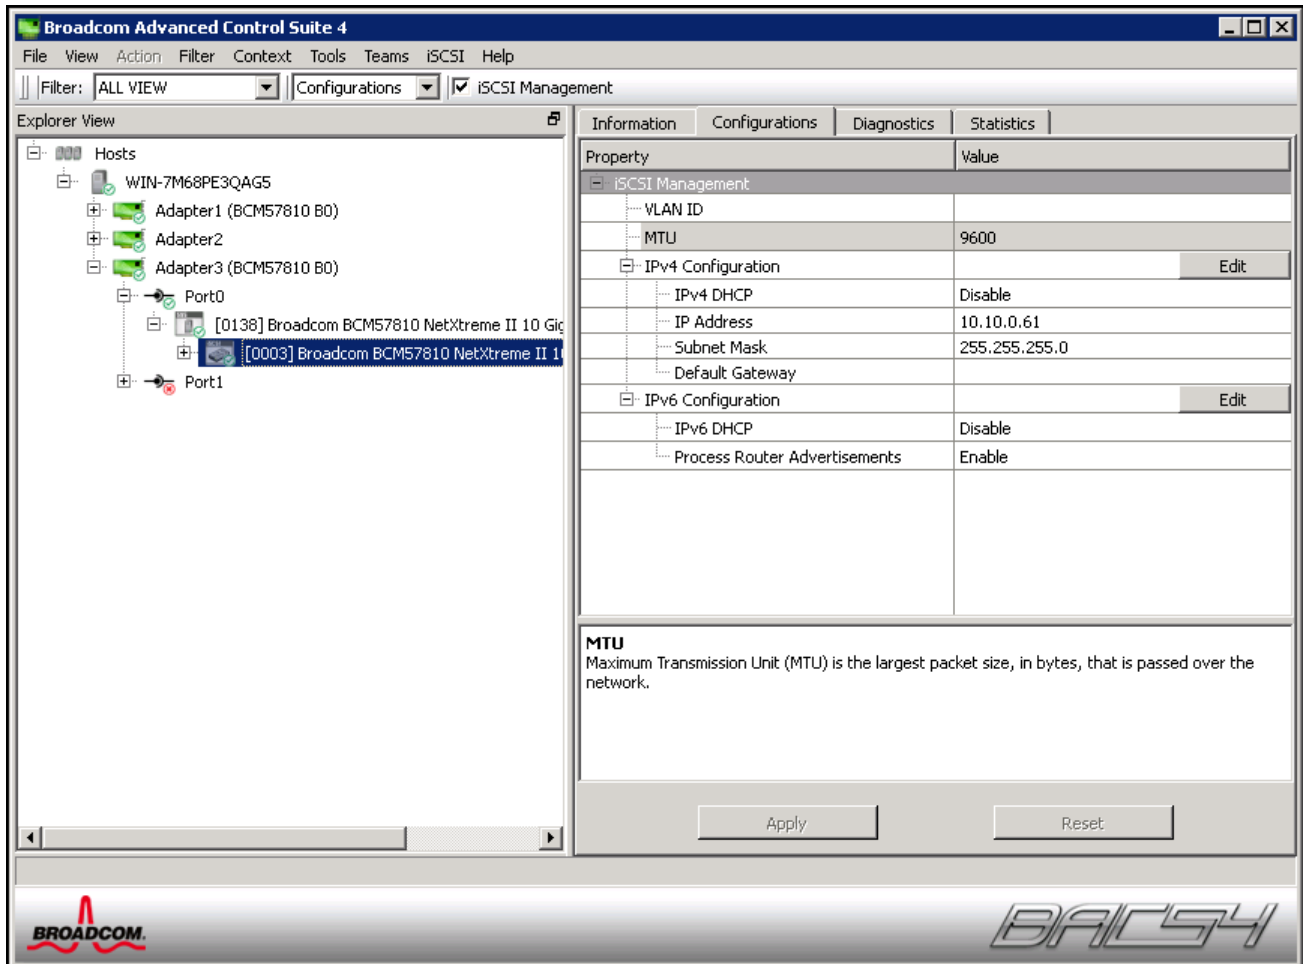 Broadcom Advanced Control Suite 4
File View Action Filter Context Tools Teams iSCSI Help
Filter: ALL VIEW Configurations iSCSI Management
Explorer View
Hosts
WIN-7M68PE3QAG5
Adapter1 (BCM57810 B0)
Adapter2
Adapter3 (BCM57810 B0)
Port0
[0138] Broadcom BCM57810 NetXtreme II 10 Gig
[0003] Broadcom BCM57810 NetXtreme II 1
Port1
Information Configurations Diagnostics Statistics
Property Value
iSCSI Management
VLAN ID
MTU 9600
IPv4 Configuration Edit
IPv4 DHCP Disable
IP Address 10.10.0.61
Subnet Mask 255.255.255.0
Default Gateway
IPv6 Configuration Edit
IPv6 DHCP Disable
Process Router Advertisements Enable
MTU
Maximum Transmission Unit (MTU) is the largest packet size, in bytes, that is passed over the
network.
Apply Reset
BROADCOM.
BACS4